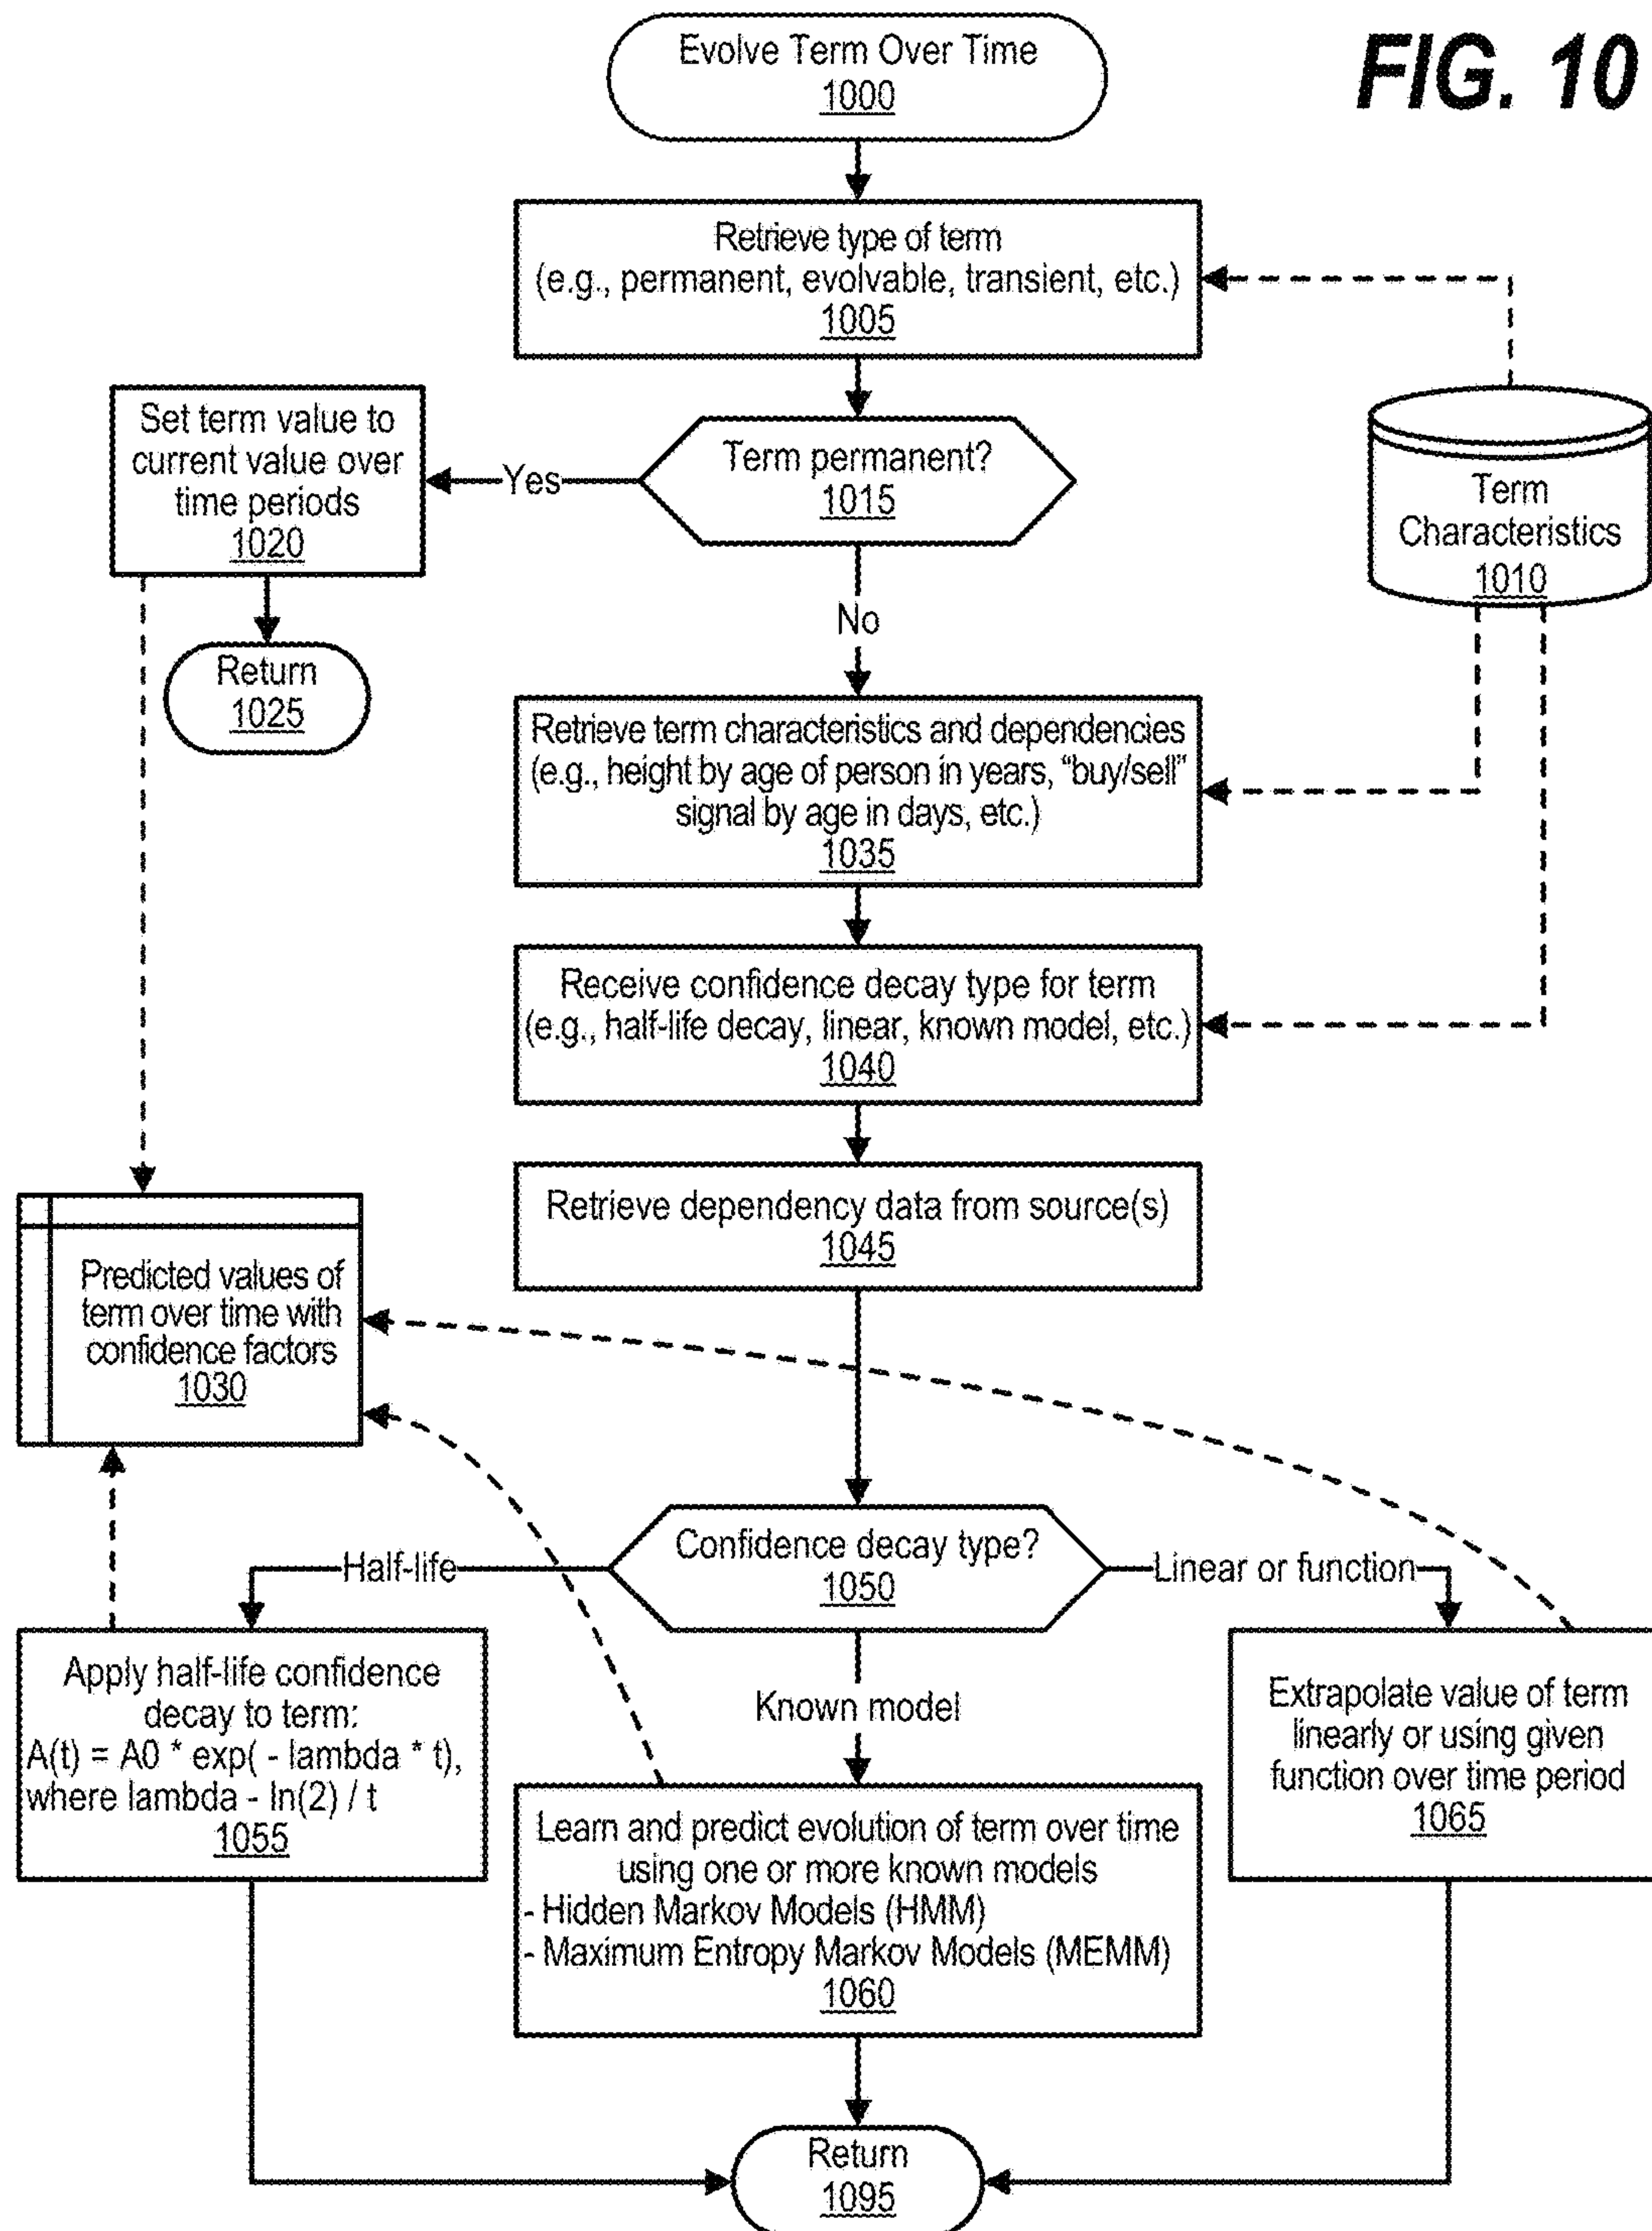 FIG. 10
Evolve Term Over Time
1000
Retrieve type of term
(e.g., permanent, evolvable, transient, etc.)
1005
Set term value to
current value over
time periods
1020
Yes
Term permanent?
1015
Term
Characteristics
1010
No
Return
1025
Retrieve term characteristics and dependencies
(e.g., height by age of person in years, “buy/sell”
signal by age in days, etc.)
1035
Receive confidence decay type for term
(e.g., half-life decay, linear, known model, etc.)
1040
Retrieve dependency data from source(s)
1045
Predicted values of
term over time with
confidence factors
1030
Half-life
Confidence decay type?
1050
Linear or function
Apply half-life confidence
decay to term:
A(t) = A0 * exp( - lambda * t),
where lambda - ln(2) / t
1055
Known model
Extrapolate value of term
linearly or using given
function over time period
1065
Learn and predict evolution of term over time
using one or more known models
- Hidden Markov Models (HMM)
- Maximum Entropy Markov Models (MEMM)
1060
Return
1095